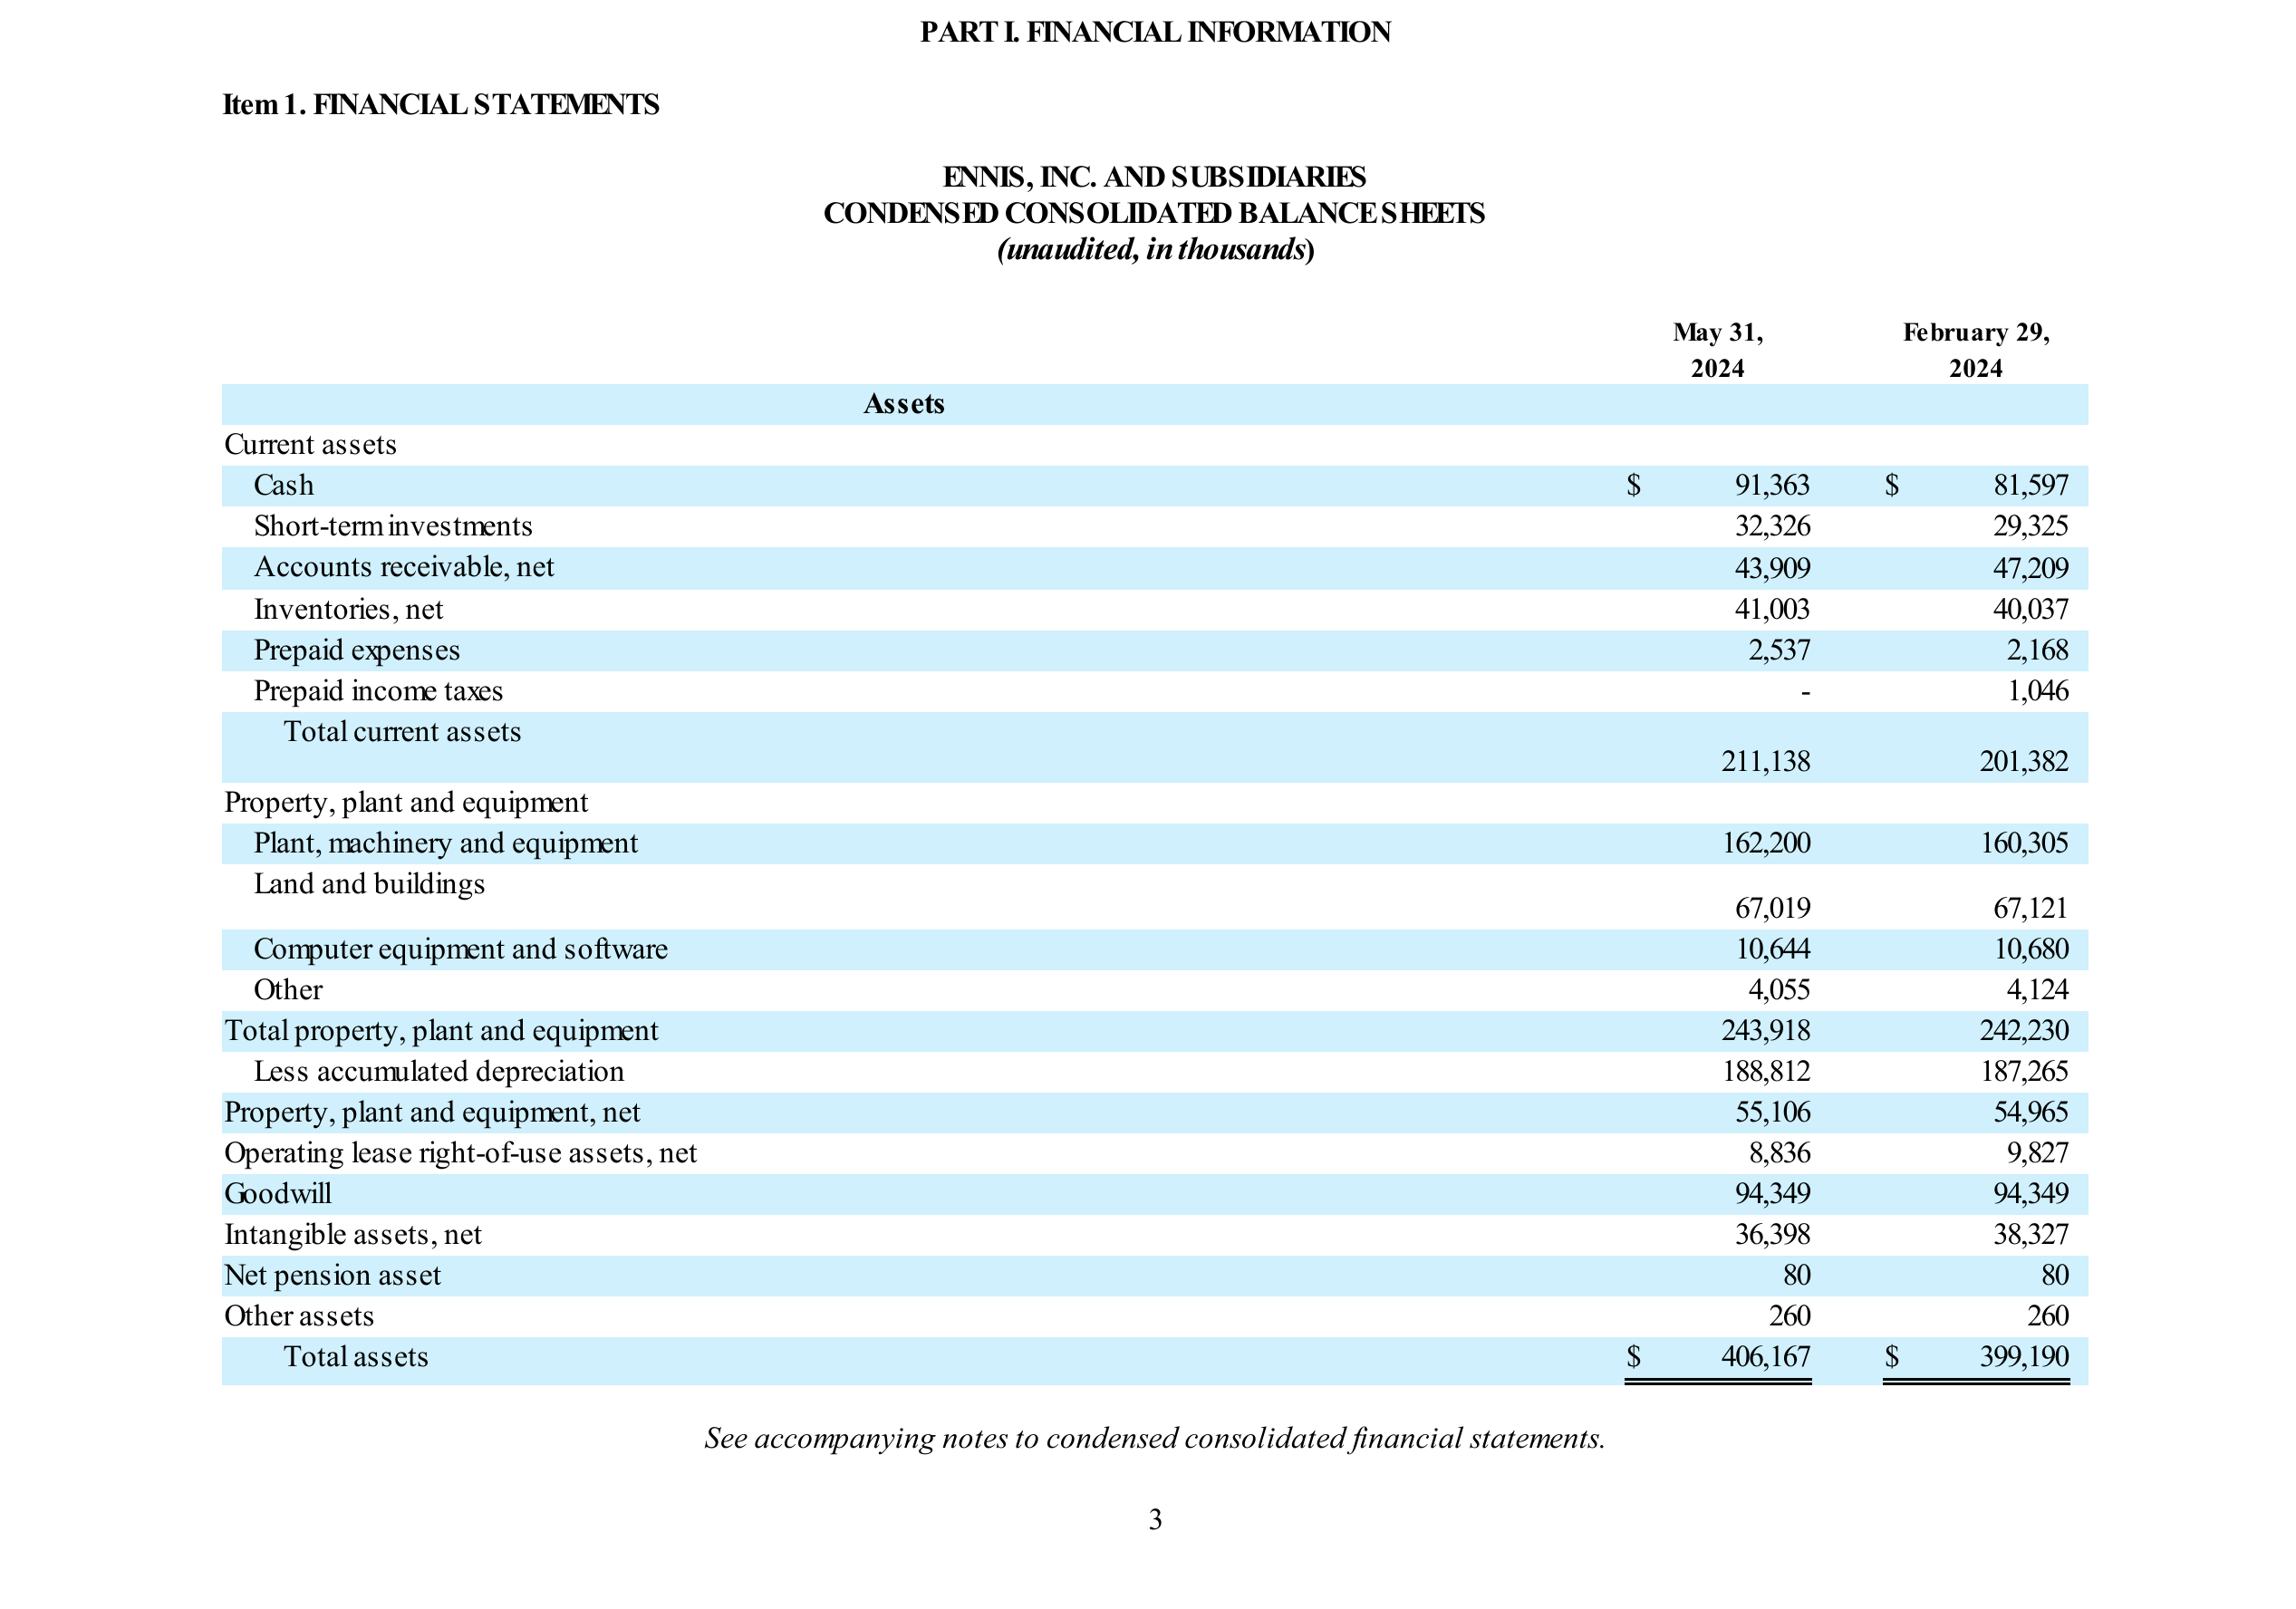 PART I. FINANCIAL INFORMATION
Item 1. FINANCIAL STATEMENTS
ENNIS, INC. AND SUBSIDIARIES
CONDENSED CONSOLIDATED BALANCE SHEETS
(unaudited, in thousands)
May 31, February 29,
2024 2024
Assets
Current assets
Cash $ 91,363 $ 81,597
Short-term investments 32,326 29,325
Accounts receivable, net 43,909 47,209
Inventories, net 41,003 40,037
Prepaid expenses 2,537 2,168
Prepaid income taxes - 1,046
Total current assets 211,138 201,382
Property, plant and equipment
Plant, machinery and equipment 162,200 160,305
Land and buildings 67,019 67,121
Computer equipment and software 10,644 10,680
Other 4,055 4,124
Total property, plant and equipment 243,918 242,230
Less accumulated depreciation 188,812 187,265
Property, plant and equipment, net 55,106 54,965
Operating lease right-of-use assets, net 8,836 9,827
Goodwill 94,349 94,349
Intangible assets, net 36,398 38,327
Net pension asset 80 80
Other assets 260 260
Total assets $ 406,167 $ 399,190
See accompanying notes to condensed consolidated financial statements.
3